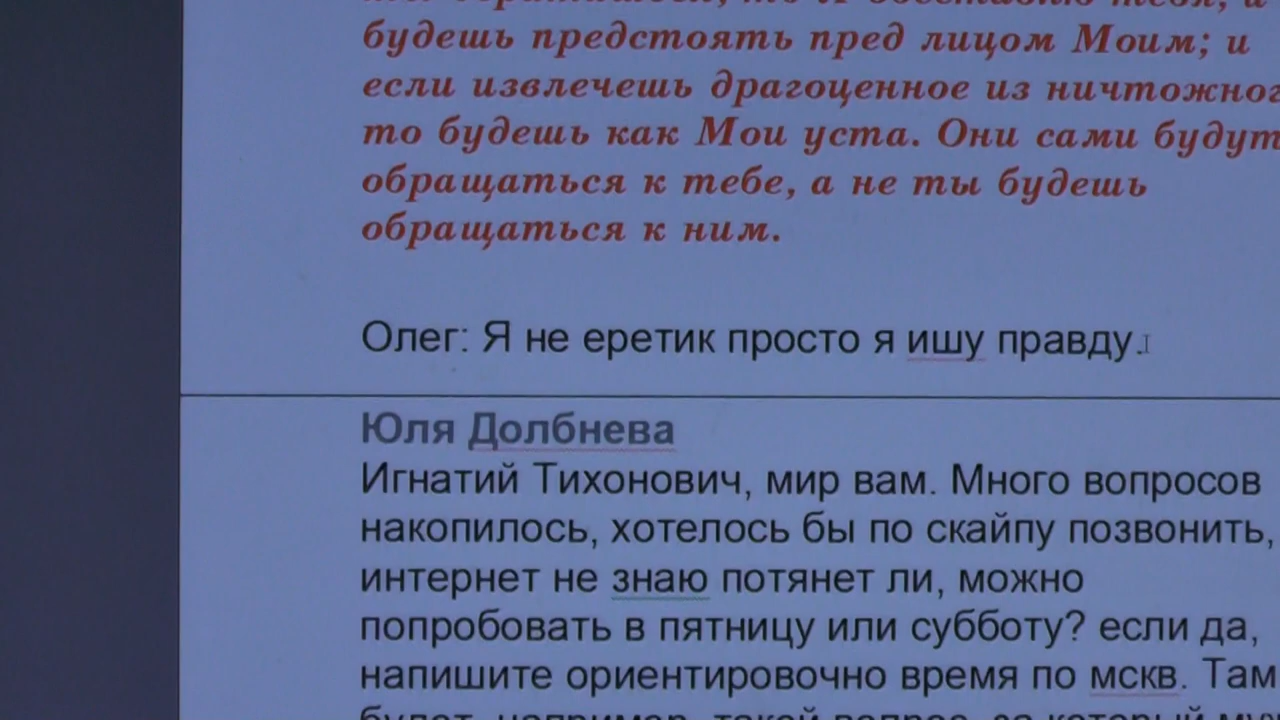 будешь предстоять пред лицом Моим; и
если извлечешь драгоценное из
то будешь как Мои уста. Они сами будут
обращаться к тебе, а не ты будешь
обращаться к ним.
Олег: Я не еретик просто я ишу правду.
Юля Долбнева
Игнатий Тихонович, мир вам. Много вопросов
накопилось, хотелось бы по скайпу позвонить,
интернет не знаю потянет ли, можно
попробовать в пятницу или субботу? если да,
напишите ориентировочно время по мскв. Там